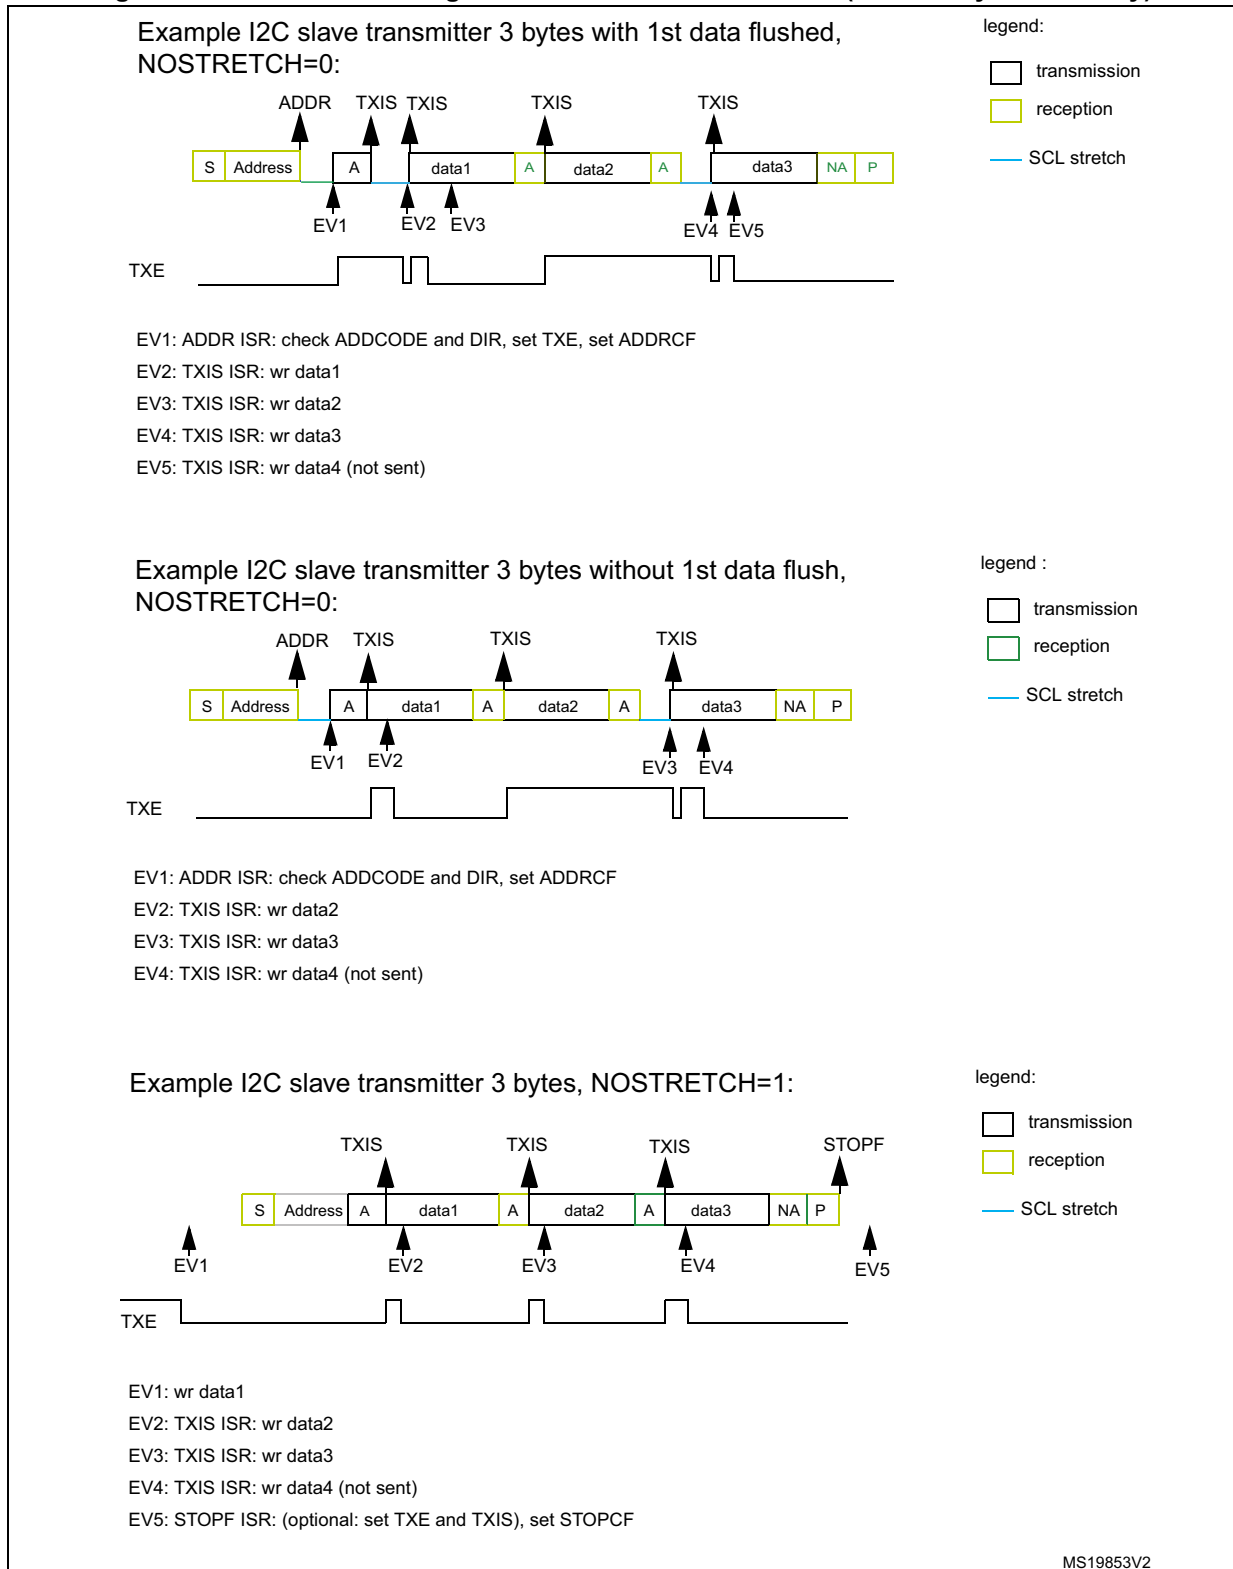 Example I2C slave transmitter 3 bytes with 1st data flushed,
NOSTRETCH=0:
legend:
transmission
reception
SCL stretch
ADDR TXIS TXIS TXIS TXIS
S Address A data1 A data2 A data3 NA P
EV1 EV2 EV3 EV4 EV5
TXE
EV1: ADDR ISR: check ADDCODE and DIR, set TXE, set ADDRCF
EV2: TXIS ISR: wr data1
EV3: TXIS ISR: wr data2
EV4: TXIS ISR: wr data3
EV5: TXIS ISR: wr data4 (not sent)
Example I2C slave transmitter 3 bytes without 1st data flush,
NOSTRETCH=0:
legend :
transmission
reception
SCL stretch
ADDR TXIS TXIS TXIS
S Address A data1 A data2 A data3 NA P
EV1 EV2 EV3 EV4
TXE
EV1: ADDR ISR: check ADDCODE and DIR, set ADDRCF
EV2: TXIS ISR: wr data2
EV3: TXIS ISR: wr data3
EV4: TXIS ISR: wr data4 (not sent)
Example I2C slave transmitter 3 bytes, NOSTRETCH=1:
legend:
transmission
reception
SCL stretch
TXIS TXIS TXIS STOPF
S Address A data1 A data2 A data3 NA P
EV1 EV2 EV3 EV4 EV5
TXE
EV1: wr data1
EV2: TXIS ISR: wr data2
EV3: TXIS ISR: wr data3
EV4: TXIS ISR: wr data4 (not sent)
EV5: STOPF ISR: (optional: set TXE and TXIS), set STOPCF
MS19853V2